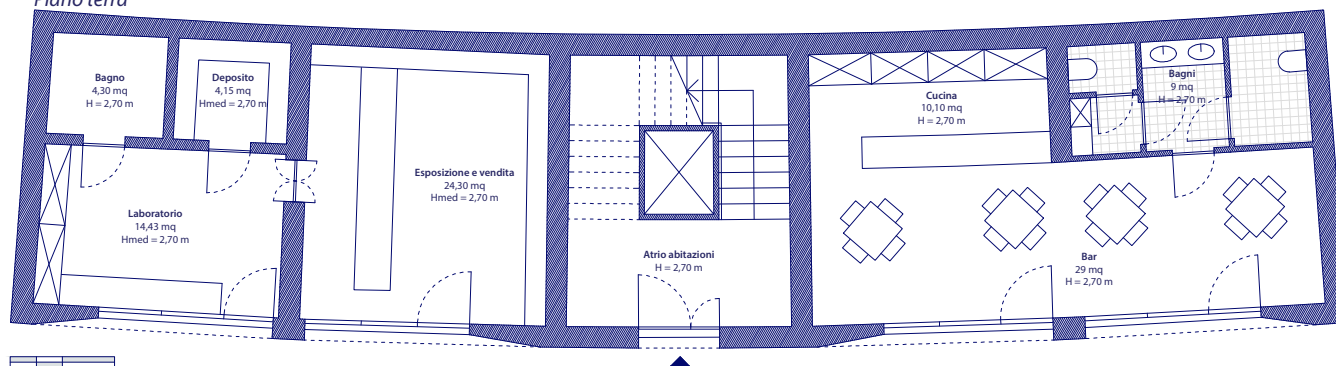 Piano terra
Bagno
4,30 mq
H = 2,70 m
Deposito
4,15 mq
Hmed = 2,70 m
Esposizione e vendita
24,30 mq
Hmed = 2,70 m
Laboratorio
14,43 mq
Hmed = 2,70 m
Atrio abitazioni
H = 2,70 m
Cucina
10,10 mq
H = 2,70 m
Bagni
9 mq
H = 2,70 m
Bar
29 mq
H = 2,70 m